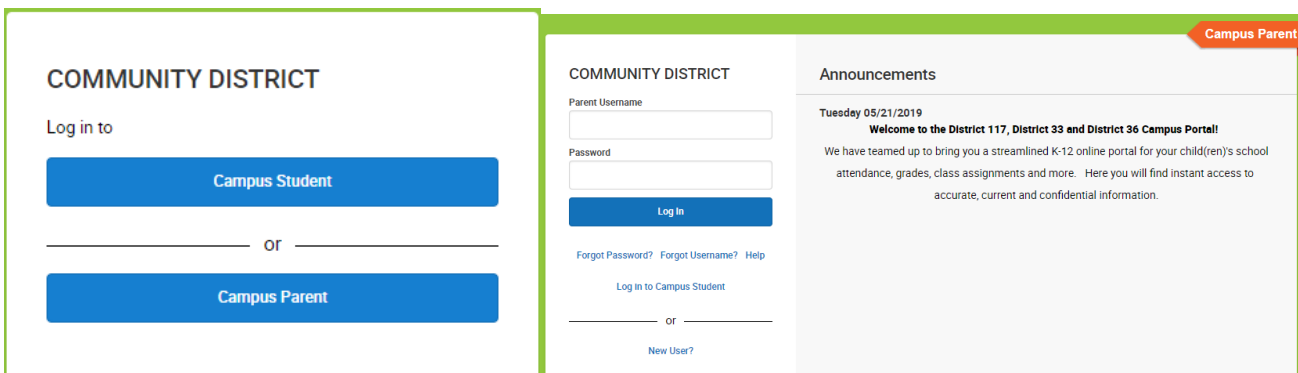 COMMUNITY DISTRICT
Log in to
Campus Student
or
Campus Parent
Campus Parent
COMMUNITY DISTRICT
Parent Username
Password
Log In
Forgot Password? Forgot Username? Help
Log in to Campus Student
or
New User?
Announcements
Tuesday 05/21/2019
Welcome to the District 117, District 33 and District 36 Campus Portal!
We have teamed up to bring you a streamlined K-12 online portal for your child(ren)'s school
attendance, grades, class assignments and more. Here you will find instant access to
accurate, current and confidential information.